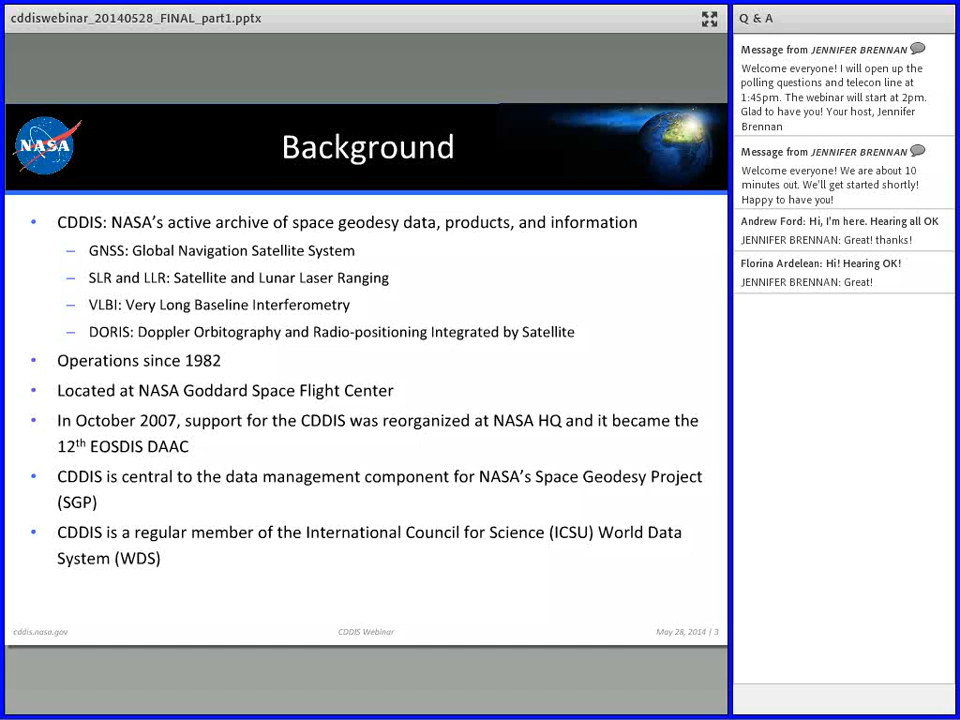 cddiswebinar_20140528_FINAL_part1.pptx
NASA
Background
• CDDIS: NASA's active archive of space geodesy data, products, and information
– GNSS: Global Navigation Satellite System
– SLR and LLR: Satellite and Lunar Laser Ranging
– VLBI: Very Long Baseline Interferometry
– DORIS: Doppler Orbitography and Radio-positioning Integrated by Satellite
• Operations since 1982
• Located at NASA Goddard Space Flight Center
• In October 2007, support for the CDDIS was reorganized at NASA HQ and it became the
12th EOSDIS DAAC
• CDDIS is central to the data management component for NASA's Space Geodesy Project
(SGP)
• CDDIS is a regular member of the International Council for Science (ICSU) World Data
System (WDS)
cddis.nasa.gov CDDIS Webinar May 28, 2014 | 3
Q & A
Message from JENNIFER BRENNAN
Welcome everyone! I will open up the
polling questions and telecon line at
1:45pm. The webinar will start at 2pm.
Glad to have you! Your host, Jennifer
Brennan
Message from JENNIFER BRENNAN
Welcome everyone! We are about 10
minutes out. We'll get started shortly!
Happy to have you!
Andrew Ford: Hi, I'm here. Hearing all OK
JENNIFER BRENNAN: Great! thanks!
Florina Ardelean: Hi! Hearing OK!
JENNIFER BRENNAN: Great!